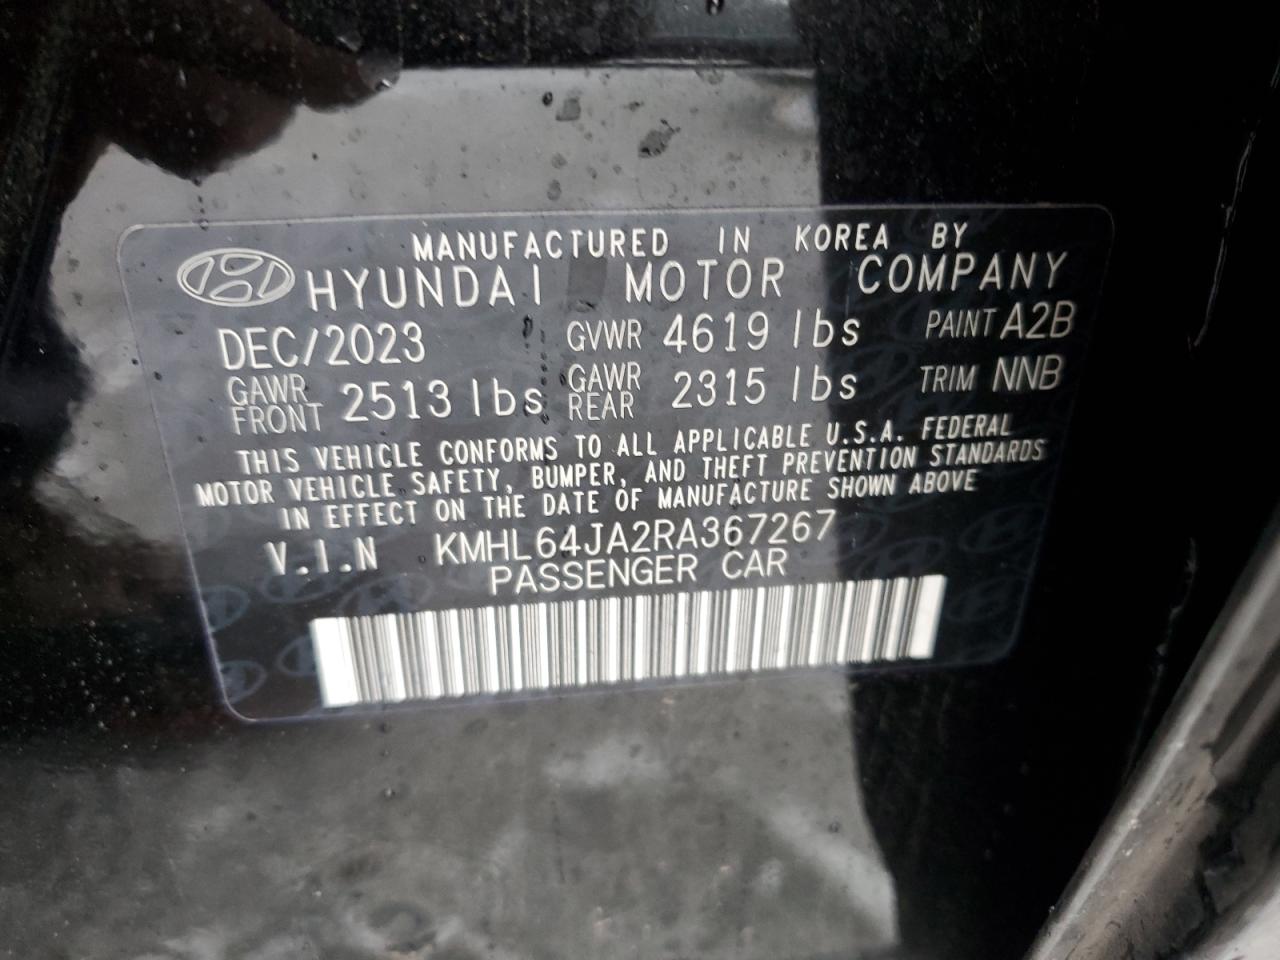 MANUFACTURED IN KOREA BY
HYUNDAI MOTOR COMPANY
DEC/2023 GVWR 4619 lbs PAINT A2B
GAWR FRONT 2513 lbs GAWR REAR 2315 lbs TRIM NNB
THIS VEHICLE CONFORMS TO ALL APPLICABLE U.S.A. FEDERAL
MOTOR VEHICLE SAFETY, BUMPER, AND THEFT PREVENTION STANDARDS
IN EFFECT ON THE DATE OF MANUFACTURE SHOWN ABOVE
V.I.N KMHL64JA2RA367267
PASSENGER CAR